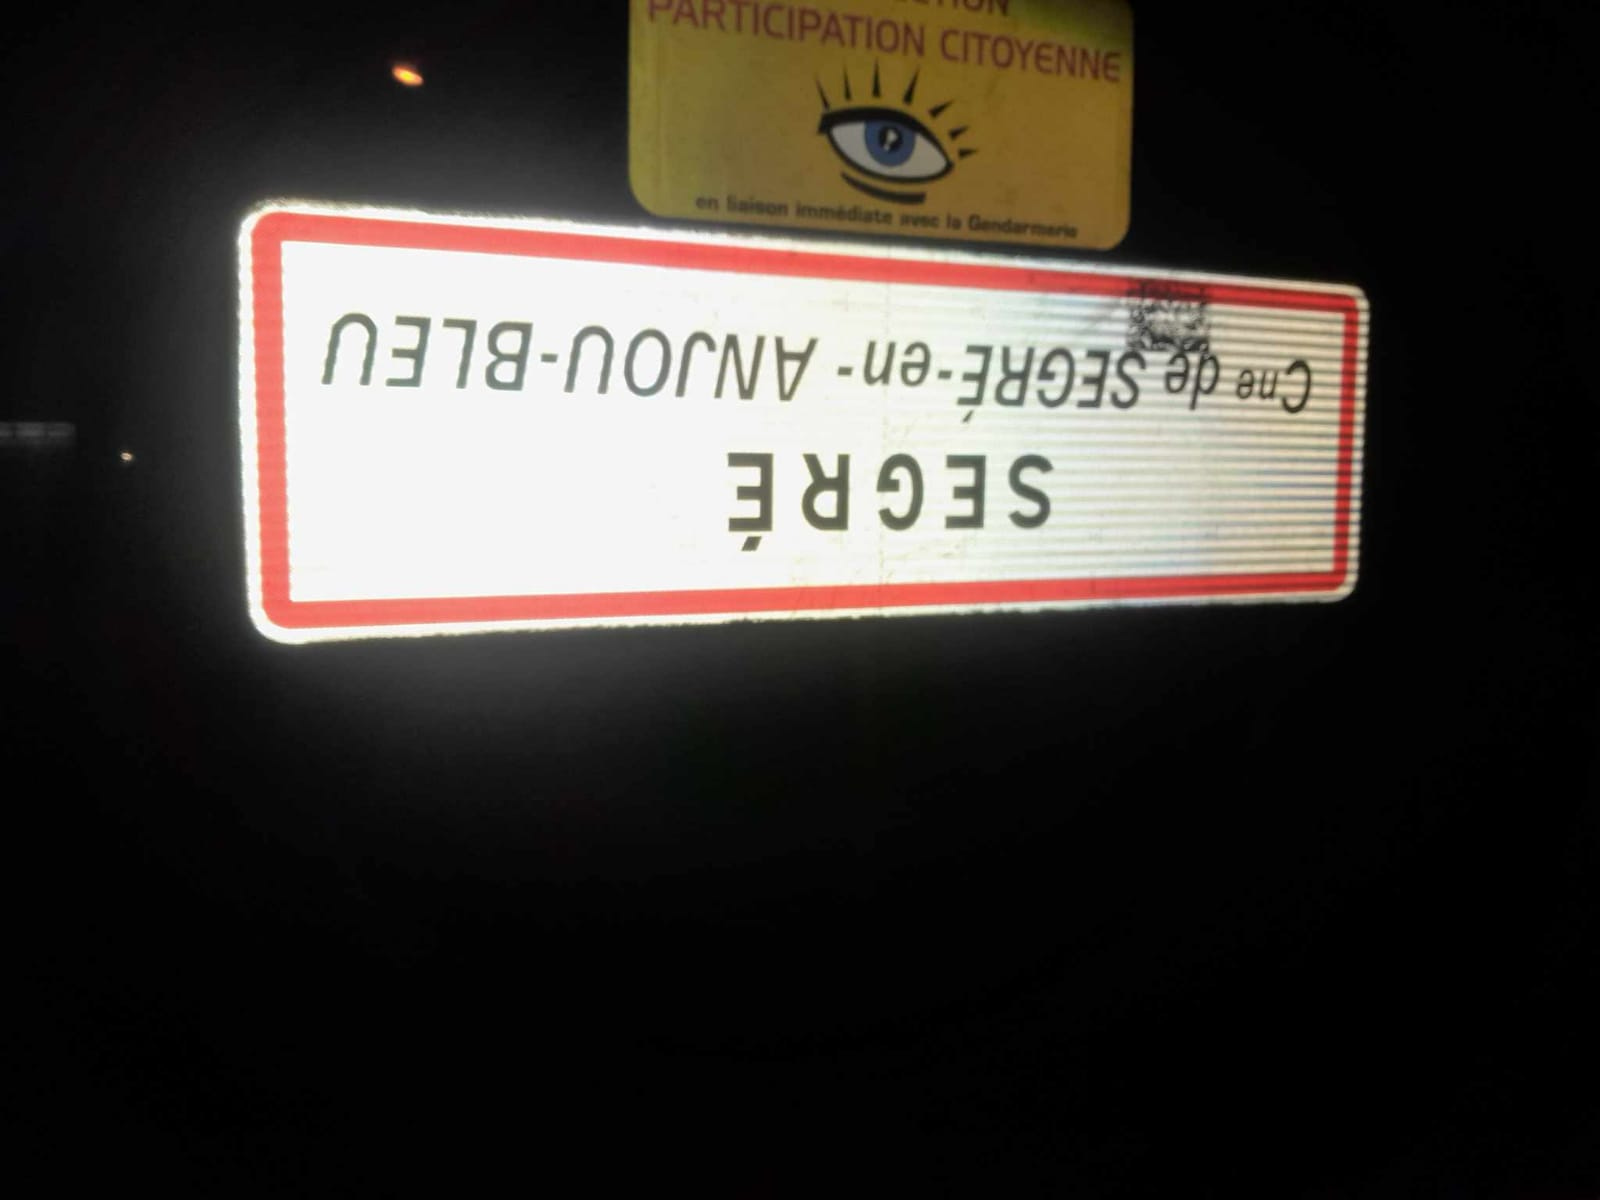 PARTICIPATION CITOYENNE
en liaison immédiate avec la Gendarmerie
SEGRÉ
Cne de SEGRÉ-en-ANJOU-BLEU